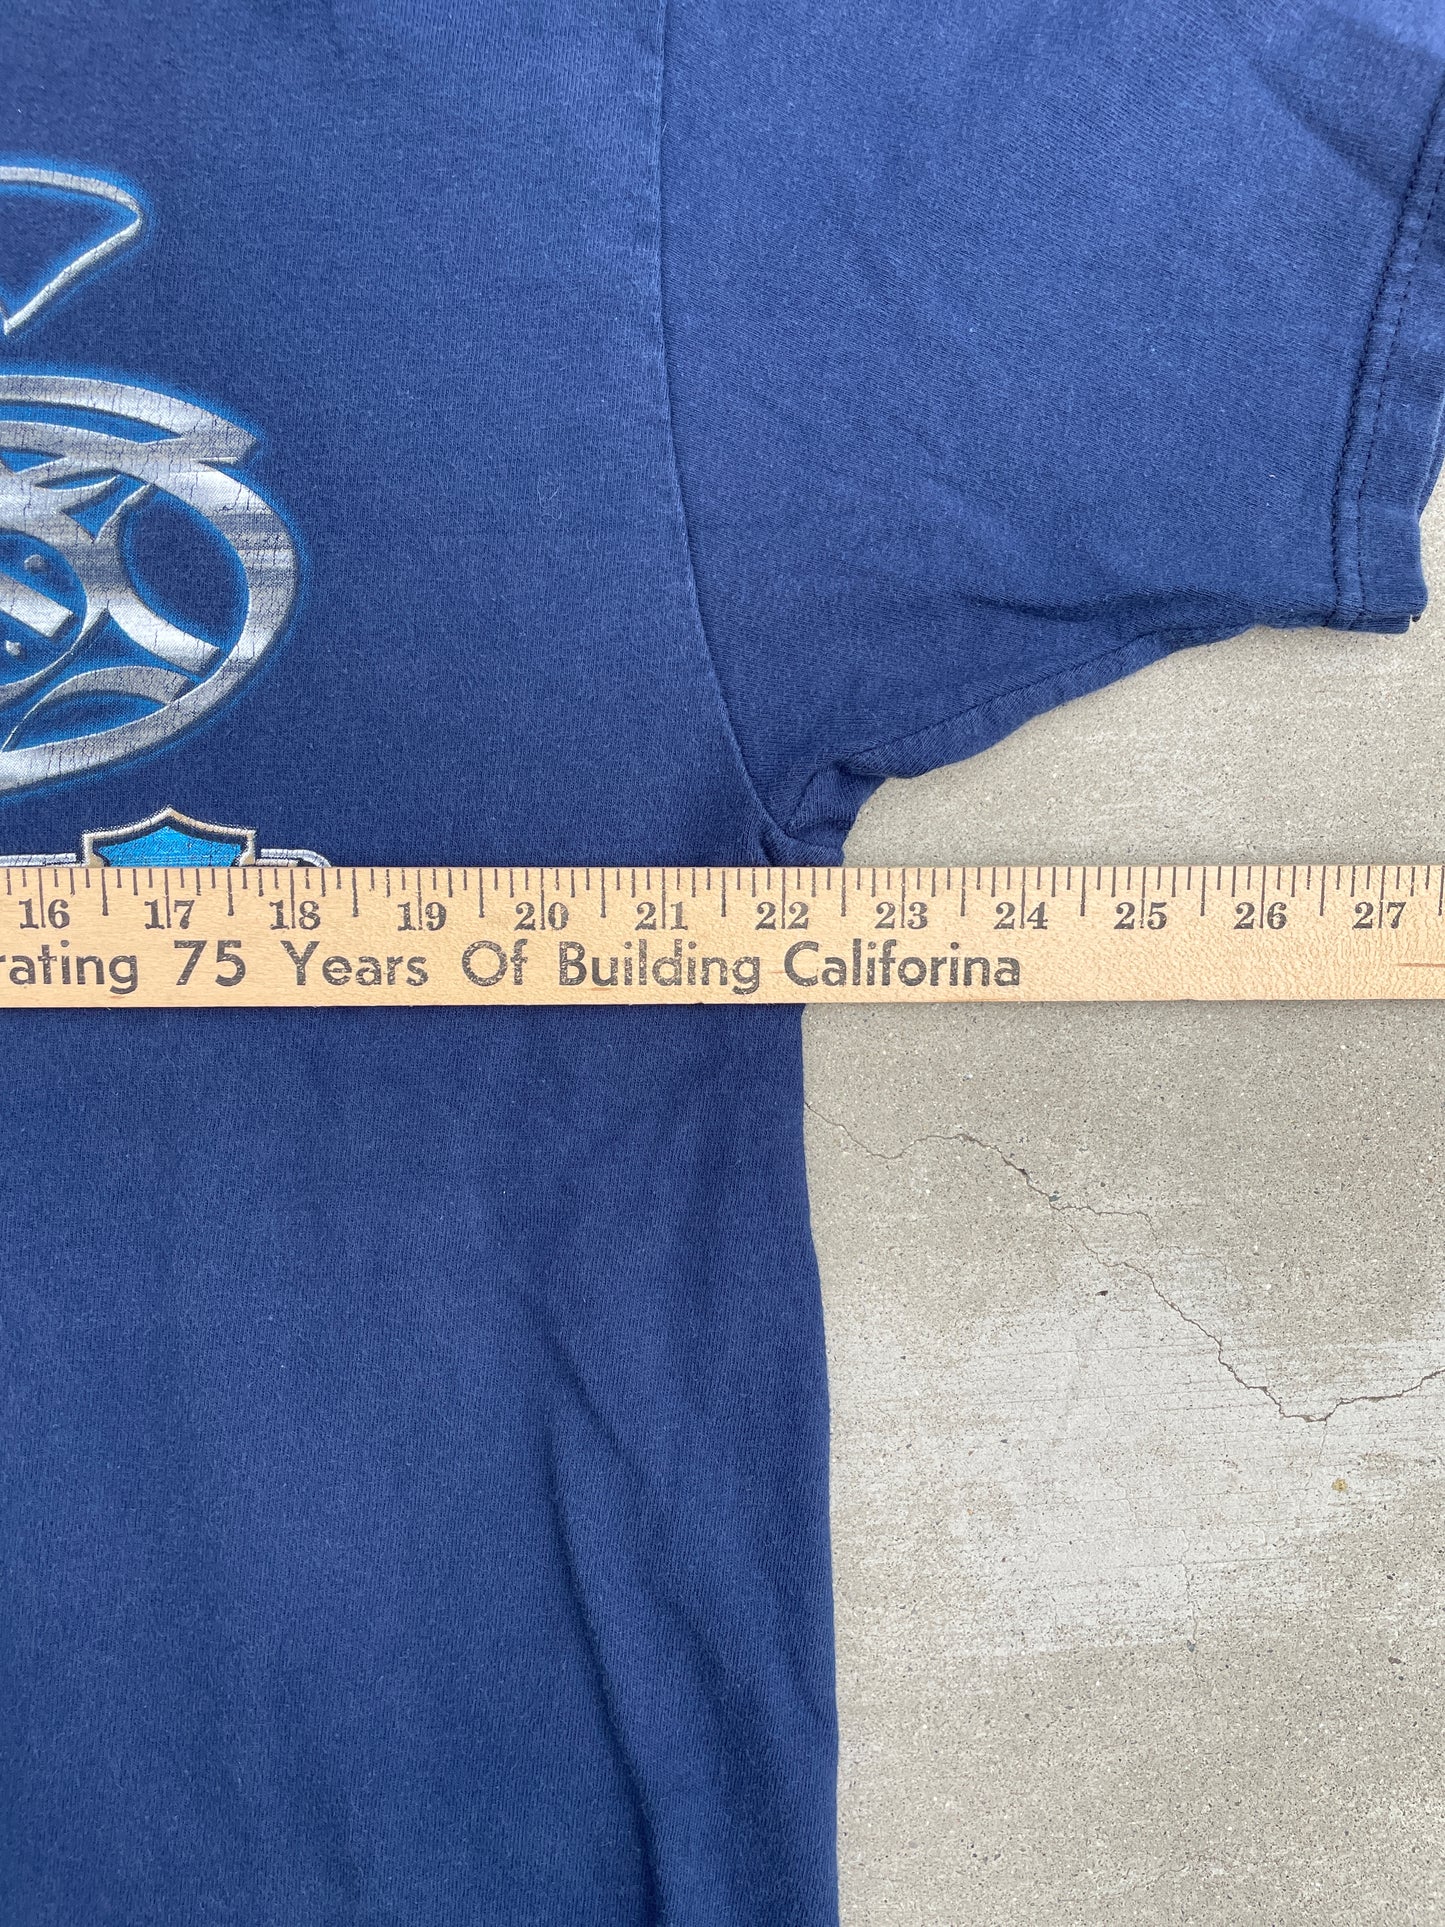 16 17 18 19 20 21 22 23 24 25 26 27
rating 75 Years Of Building Califorina